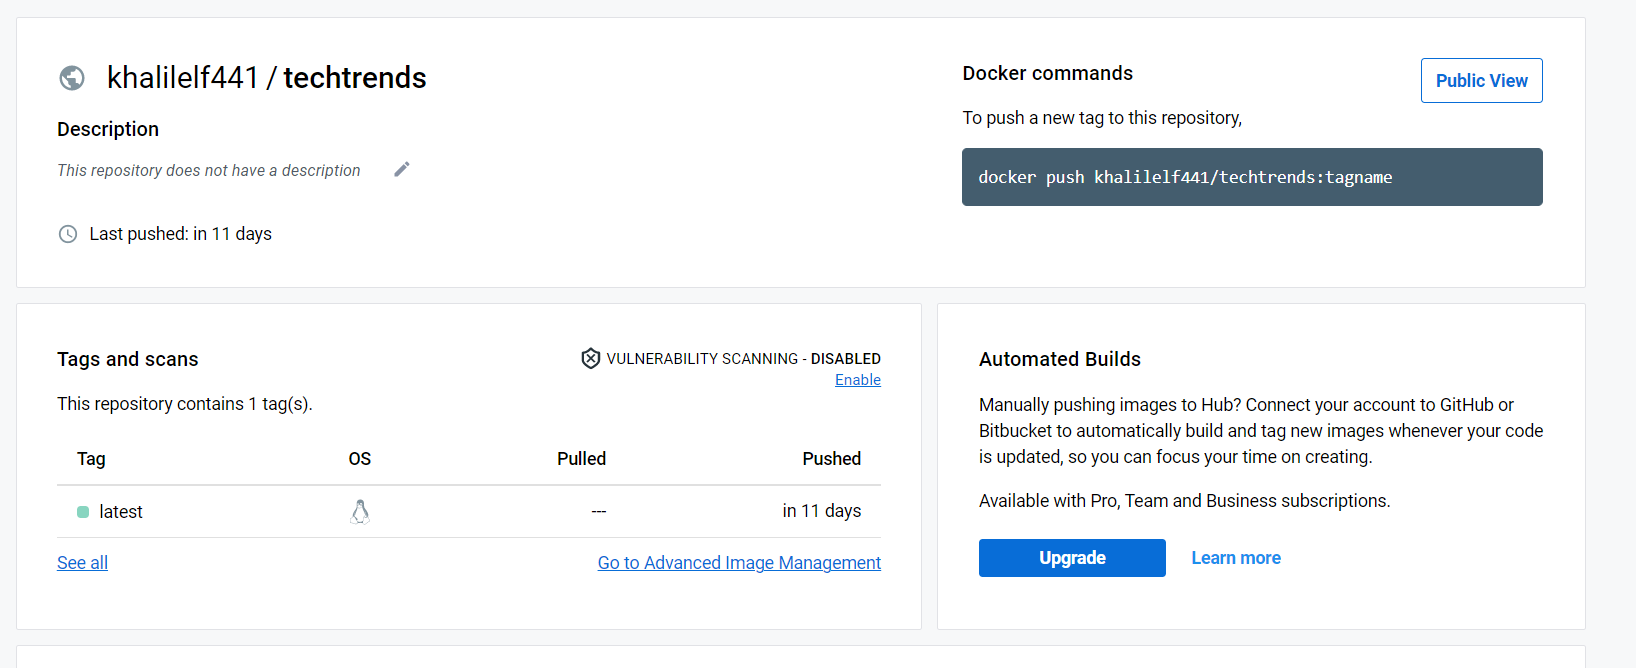 khalilelf441 / techtrends
Description
This repository does not have a description
Last pushed: in 11 days
Docker commands
Public View
To push a new tag to this repository,
docker push khalilelf441/techtrends:tagname
Tags and scans
VULNERABILITY SCANNING - DISABLED
Enable
This repository contains 1 tag(s).
Tag OS Pulled Pushed
latest --- in 11 days
See all Go to Advanced Image Management
Automated Builds
Manually pushing images to Hub? Connect your account to GitHub or
Bitbucket to automatically build and tag new images whenever your code
is updated, so you can focus your time on creating.
Available with Pro, Team and Business subscriptions.
Upgrade Learn more